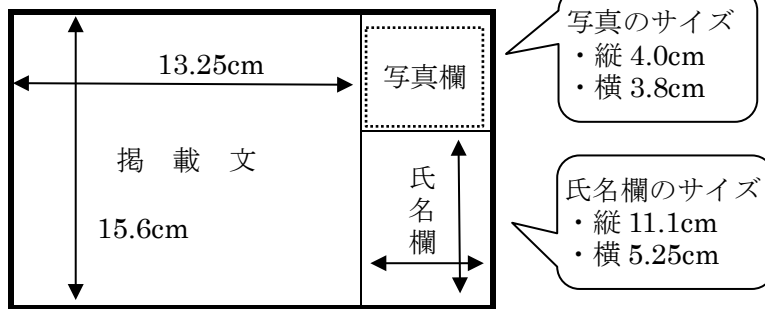 13.25cm
掲 載 文
15.6cm
写真欄
氏
名
欄
写真のサイズ
・縦 4.0cm
・横 3.8cm
氏名欄のサイズ
・縦 11.1cm
・横 5.25cm